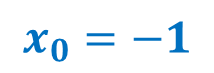 x₀ = −1